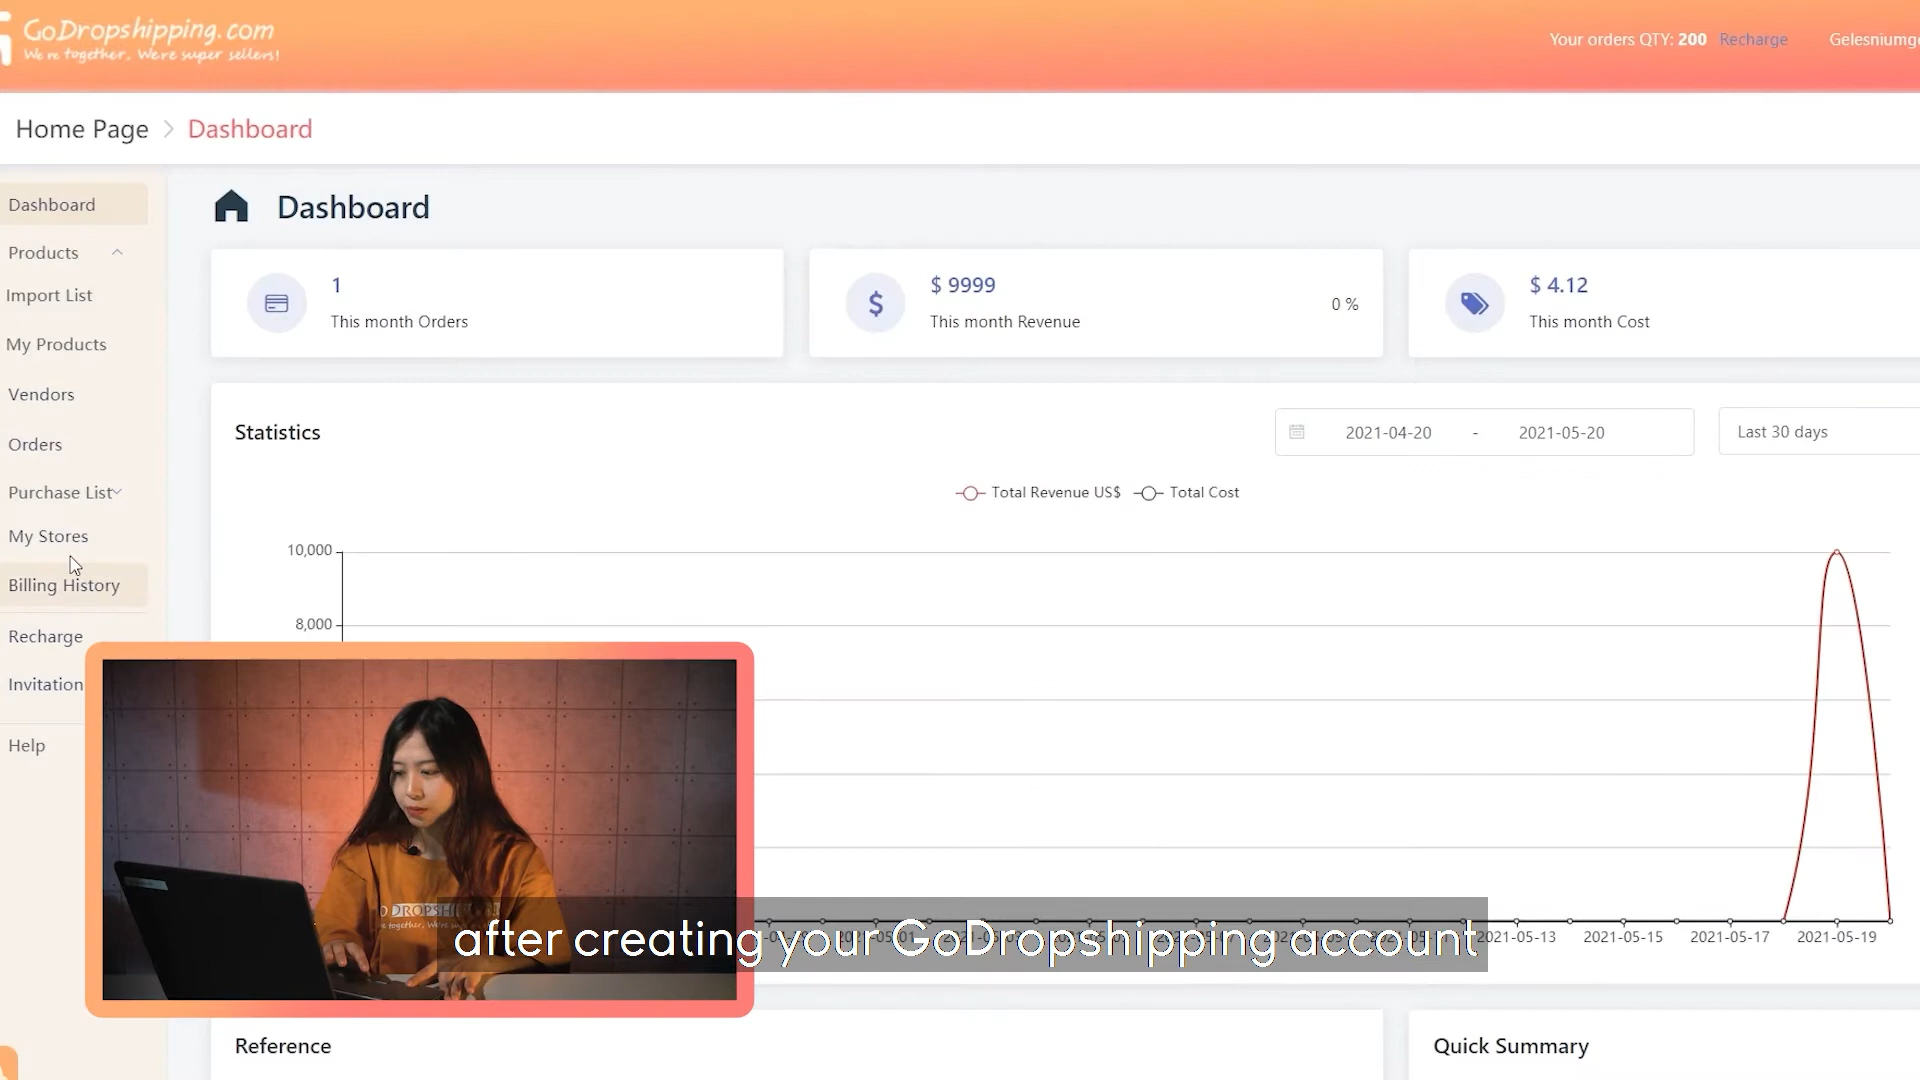 GoDropshipping.com
We're together, We're super sellers!
Your orders QTY: 200 Recharge
Home Page > Dashboard
Dashboard
Products
Import List
My Products
Vendors
Orders
Purchase List
My Stores
Billing History
Recharge
Invitation
Help
Dashboard
1
This month Orders
$ 9999
This month Revenue
0 %
$ 4.12
This month Cost
Statistics
2021-04-20 - 2021-05-20
Last 30 days
Total Revenue US$ Total Cost
10,000
8,000
2021-05-13 2021-05-15 2021-05-17 2021-05-19
after creating your GoDropshipping account
Reference
Quick Summary